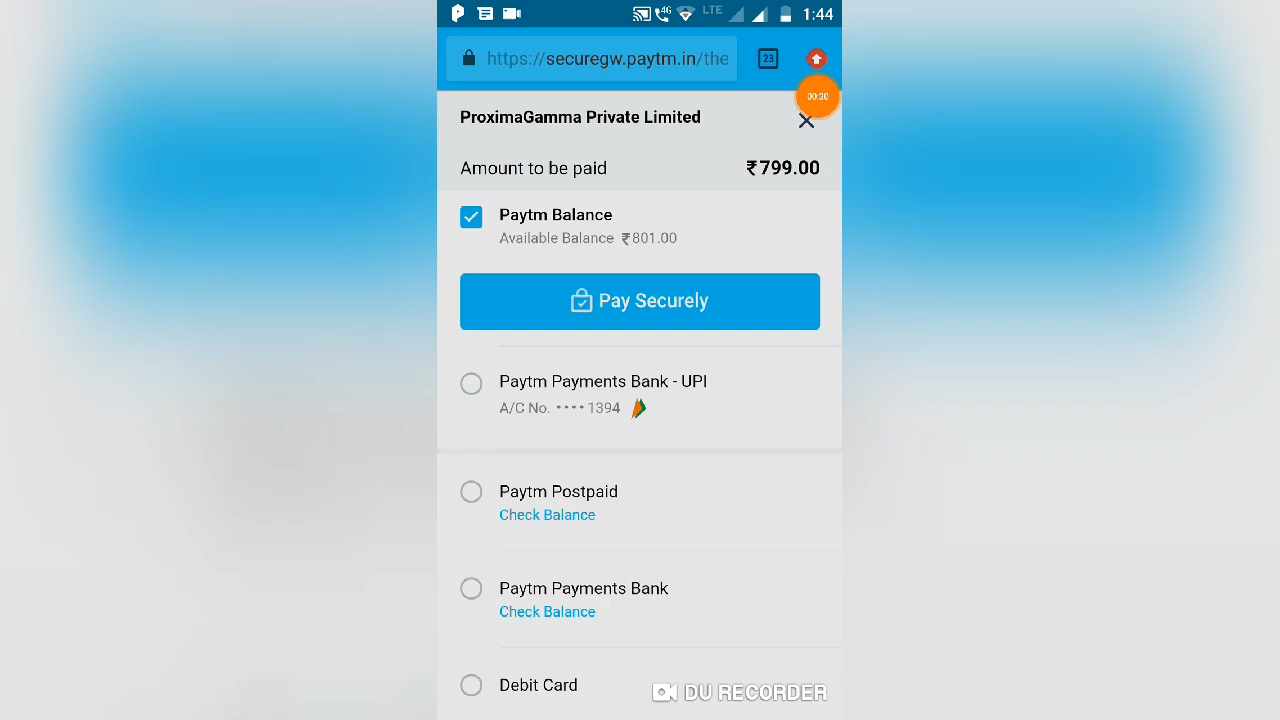 4G LTE 1:44
https://securegw.paytm.in/the 23
00:30
ProximaGamma Private Limited
Amount to be paid ₹799.00
Paytm Balance
Available Balance ₹801.00
Pay Securely
Paytm Payments Bank - UPI
A/C No. •••• 1394
Paytm Postpaid
Check Balance
Paytm Payments Bank
Check Balance
Debit Card
DU RECORDER